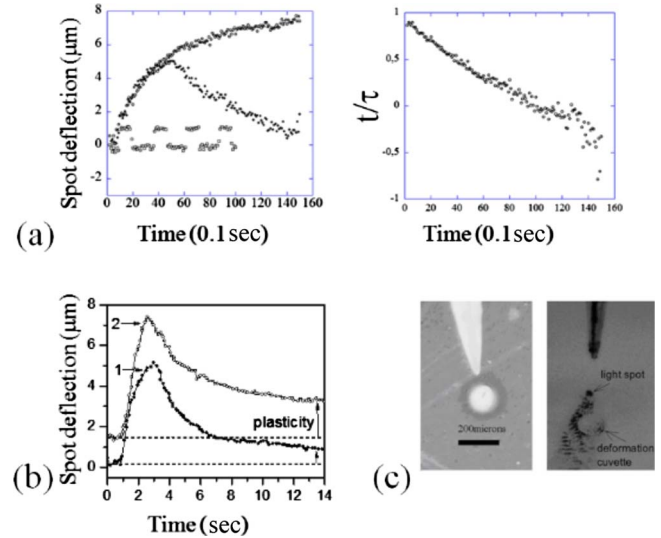 Spot deflection (μm)
8
6
4
2
0
-2
0 20 40 60 80 100 120 140 160
Time (0.1sec)
t/τ
1
0,5
0
-0,5
-1
0 20 40 60 80 100 120 140 160
Time (0.1sec)
(a)
Spot deflection (μm)
8
6
4
2
0
2
1
plasticity
0 2 4 6 8 10 12 14
Time (sec)
(b)
200microns
light spot
deformation
cuvette
(c)